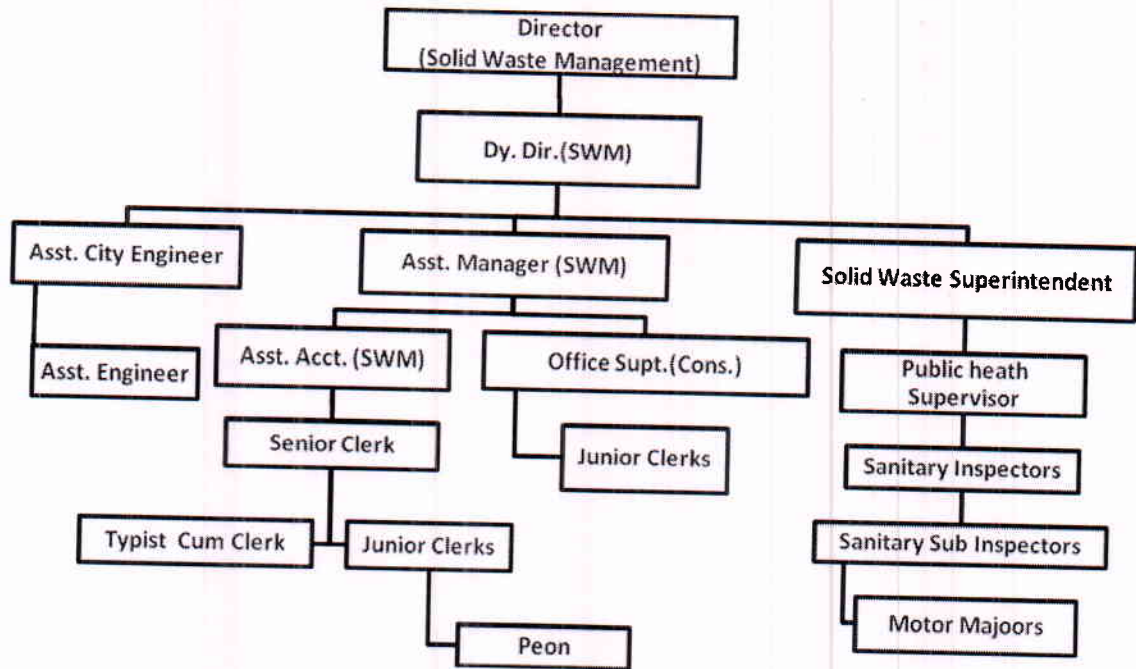 Director
(Solid Waste Management)
Dy. Dir.(SWM)
Asst. City Engineer
Asst. Manager (SWM)
Solid Waste Superintendent
Asst. Engineer
Asst. Acct. (SWM)
Office Supt.(Cons.)
Public heath
Supervisor
Senior Clerk
Junior Clerks
Sanitary Inspectors
Typist Cum Clerk
Junior Clerks
Sanitary Sub Inspectors
Peon
Motor Majoors